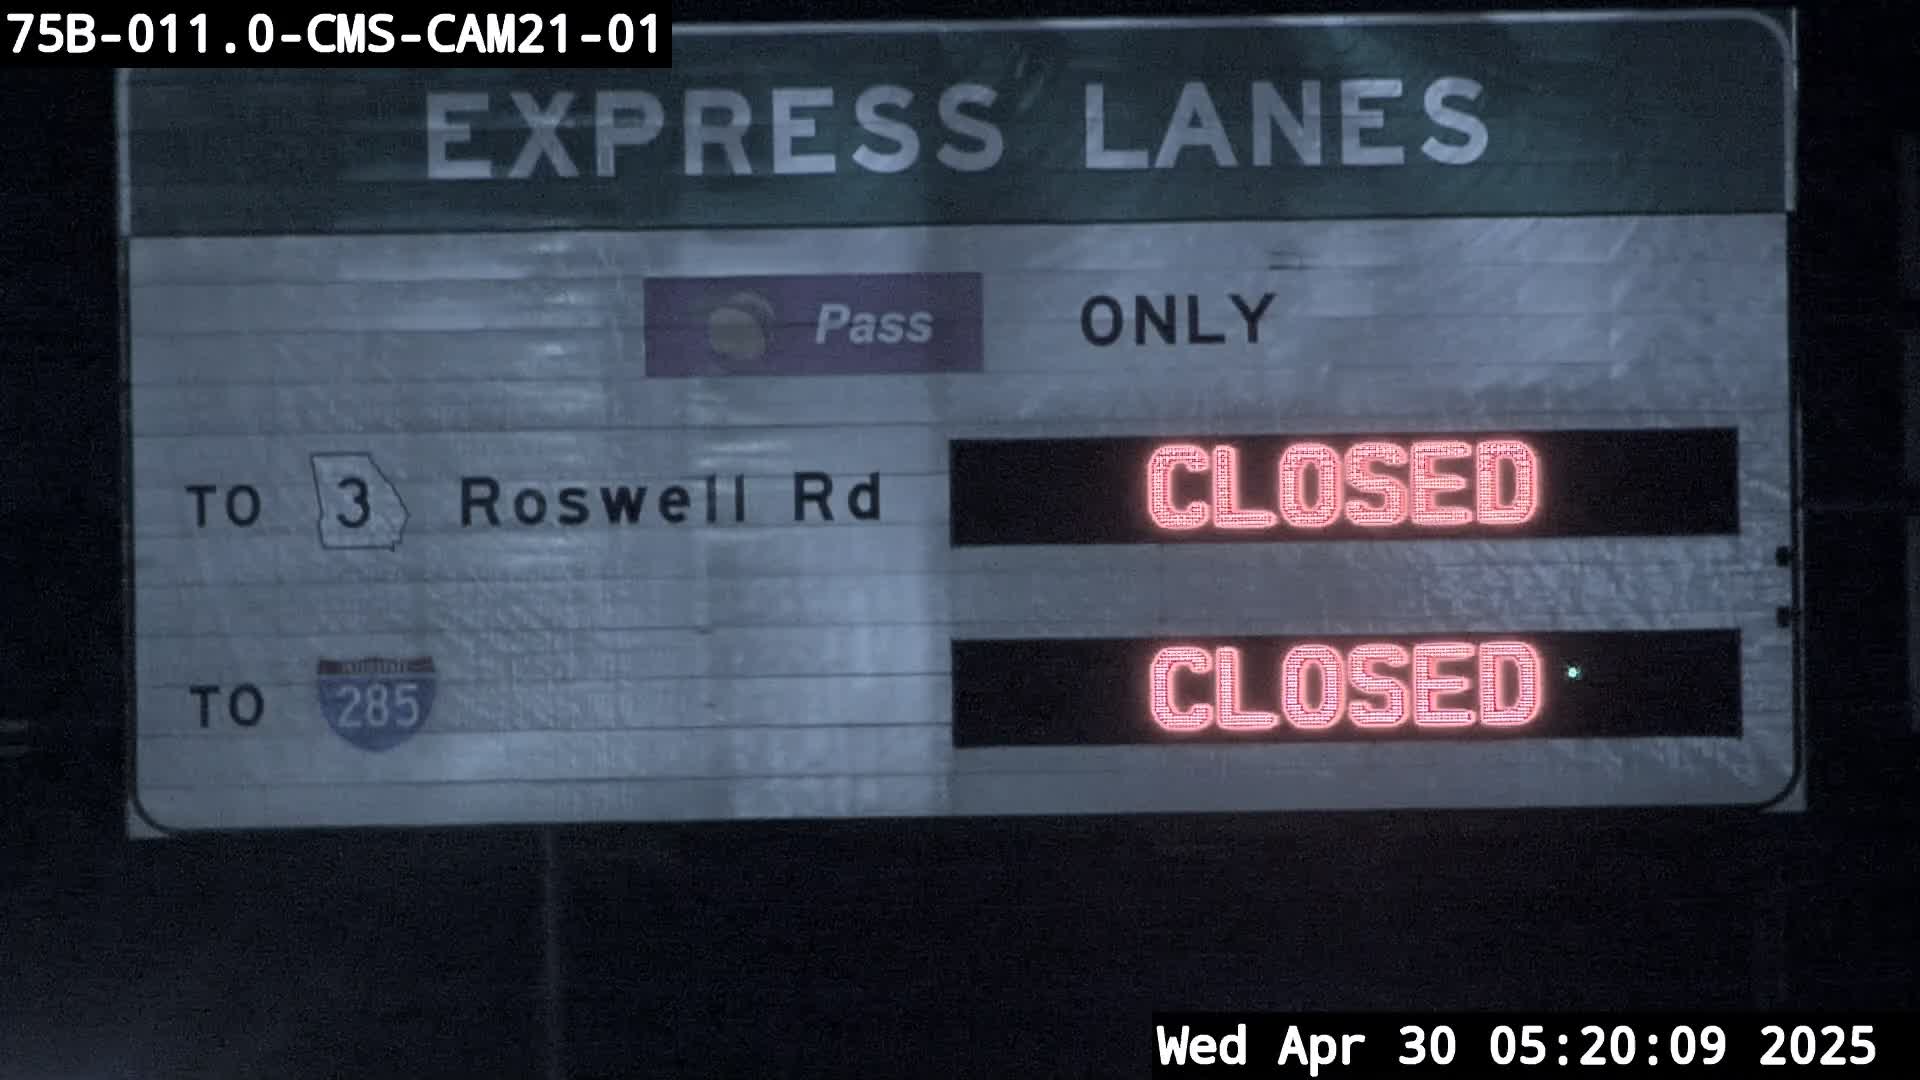 75B-011.0-CMS-CAM21-01
EXPRESS LANES
Pass ONLY
TO 3 Roswell Rd CLOSED
TO 285 CLOSED
Wed Apr 30 05:20:09 2025